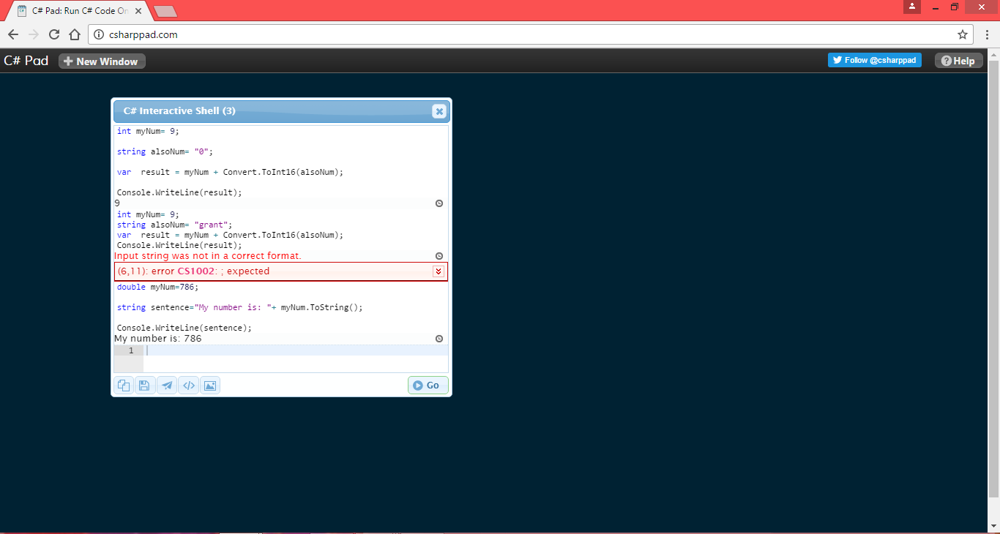 C# Pad: Run C# Code On
csharppad.com
C# Pad
New Window
Follow @csharppad
Help
C# Interactive Shell (3)
int myNum= 9;
string alsoNum= "0";
var  result = myNum + Convert.ToInt16(alsoNum);
Console.WriteLine(result);
9
int myNum= 9;
string alsoNum= "grant";
var  result = myNum + Convert.ToInt16(alsoNum);
Console.WriteLine(result);
Input string was not in a correct format.
(6,11): error CS1002: ; expected
double myNum=786;
string sentence="My number is: "+ myNum.ToString();
Console.WriteLine(sentence);
My number is: 786
1
Go